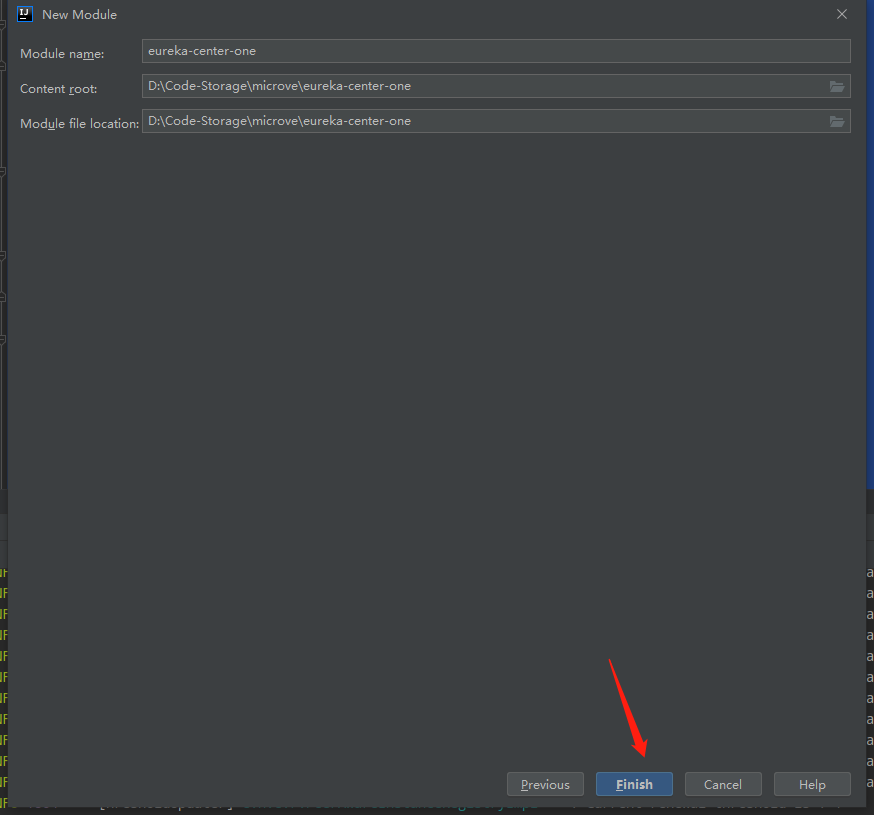 New Module
Module name: eureka-center-one
Content root: D:\Code-Storage\microve\eureka-center-one
Module file location: D:\Code-Storage\microve\eureka-center-one
Previous Finish Cancel Help